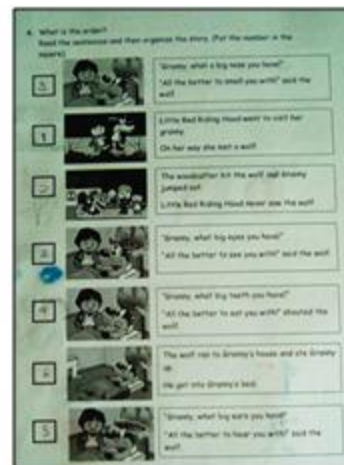 4. What is the order?
Read the sentences and then organize the story. (Put the number in the
square)
"Granny, what a big nose you have!"
"All the better to smell you with!" said the
wolf.
Little Red Riding Hood went to visit her
granny.
On her way she met a wolf.
1
The woodcutter hit the wolf and Granny
jumped out.
Little Red Riding Hood never saw the wolf
"Granny, what big eyes you have!"
"All the better to see you with!" said the wolf.
"Granny, what big teeth you have!"
"All the better to eat you with!" shouted the
wolf.
The wolf ran to Granny's house and ate Granny
up.
He got into Granny's bed.
"Granny, what big ears you have!"
"All the better to hear you with!" said the
wolf.
5